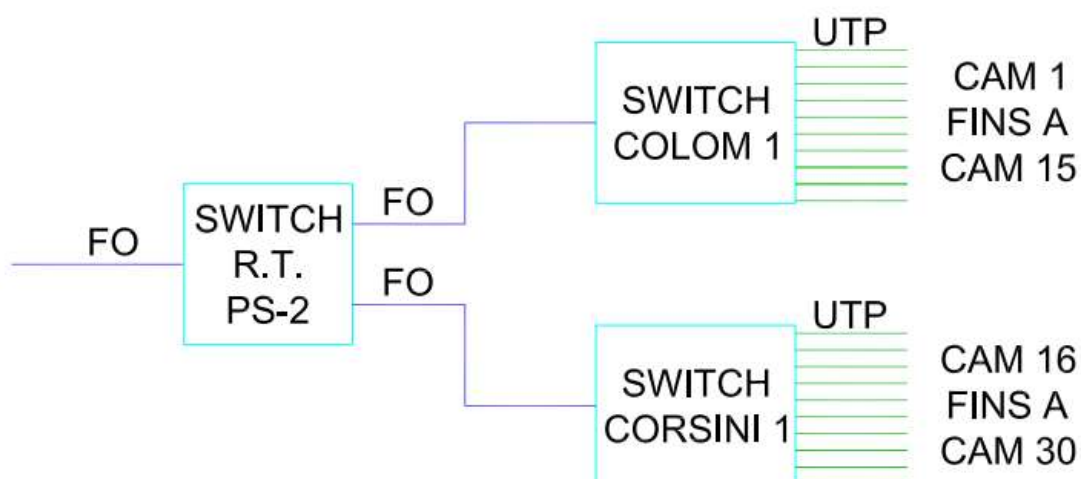 FO
SWITCH
R.T.
PS-2
FO
FO
SWITCH
COLOM 1
UTP
CAM 1
FINS A
CAM 15
SWITCH
CORSINI 1
UTP
CAM 16
FINS A
CAM 30